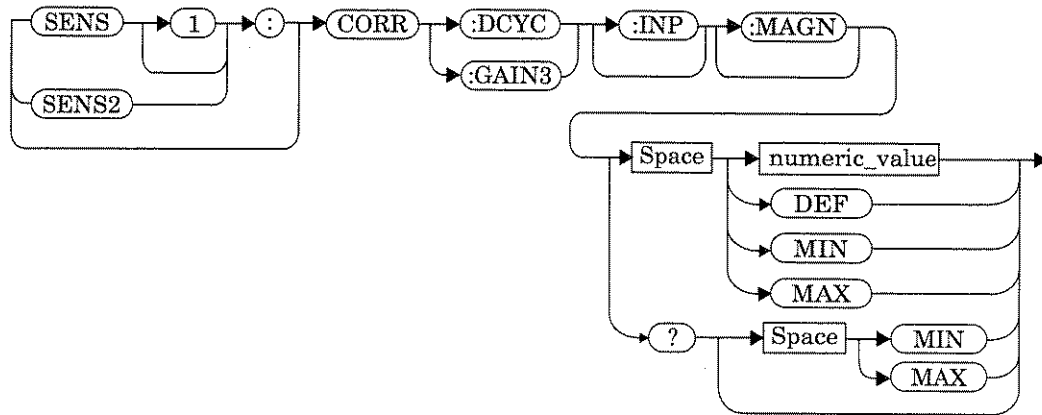 SENS 1 : CORR :DCYC :INP :MAGN
:GAIN3
SENS2
Space numeric_value
DEF
MIN
MAX
? Space MIN
MAX